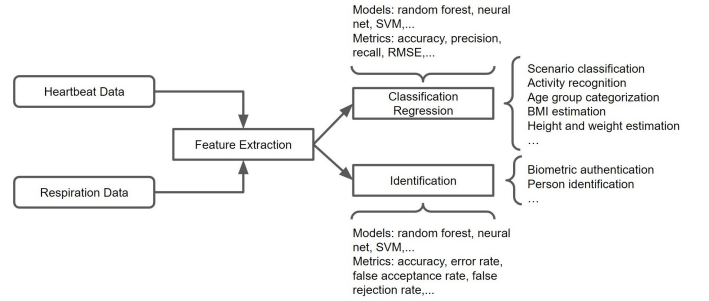 Models: random forest, neural
net, SVM,...
Metrics: accuracy, precision,
recall, RMSE,...
Heartbeat Data
Classification
Regression
Scenario classification
Activity recognition
Age group categorization
BMI estimation
Height and weight estimation
...
Feature Extraction
Respiration Data
Identification
Biometric authentication
Person identification
...
Models: random forest, neural
net, SVM,...
Metrics: accuracy, error rate,
false acceptance rate, false
rejection rate,...